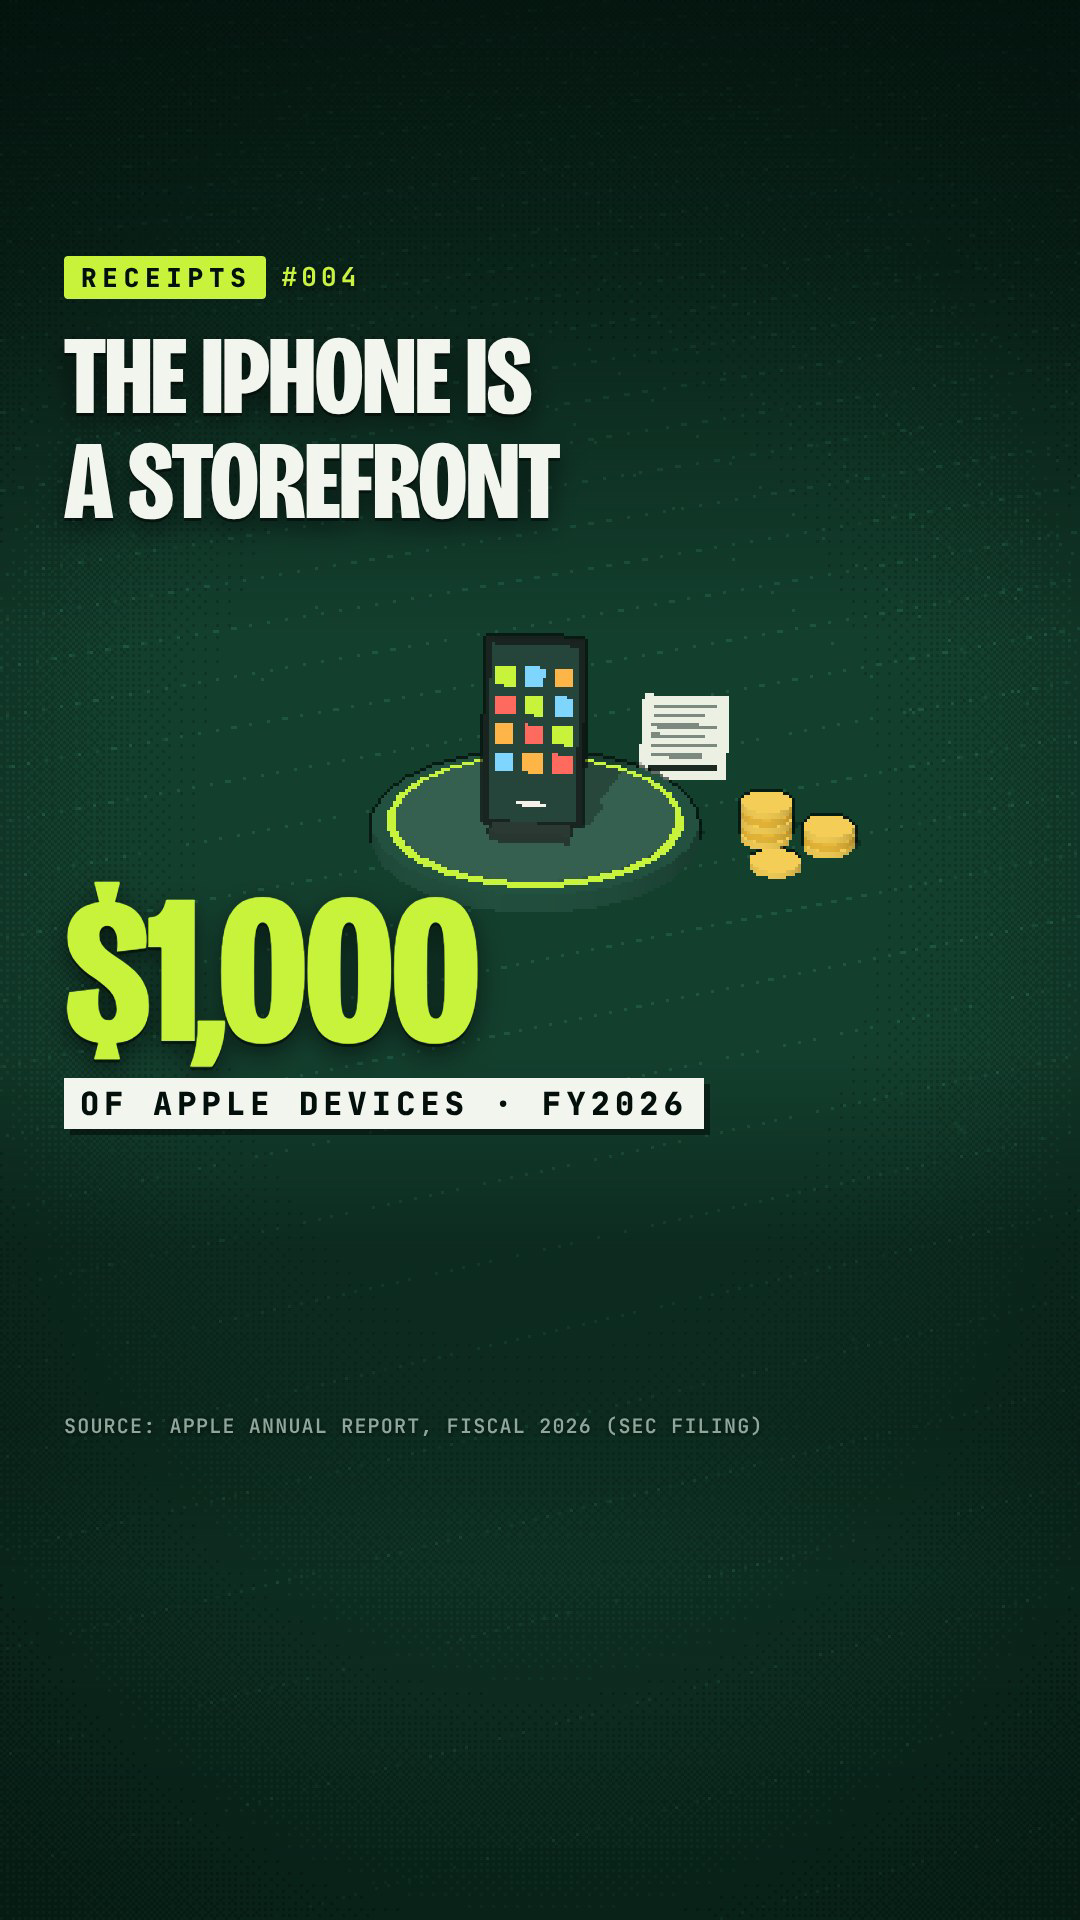 RECEIPTS #004
THE IPHONE IS
A STOREFRONT
$1,000
OF APPLE DEVICES · FY2026
SOURCE: APPLE ANNUAL REPORT, FISCAL 2026 (SEC FILING)